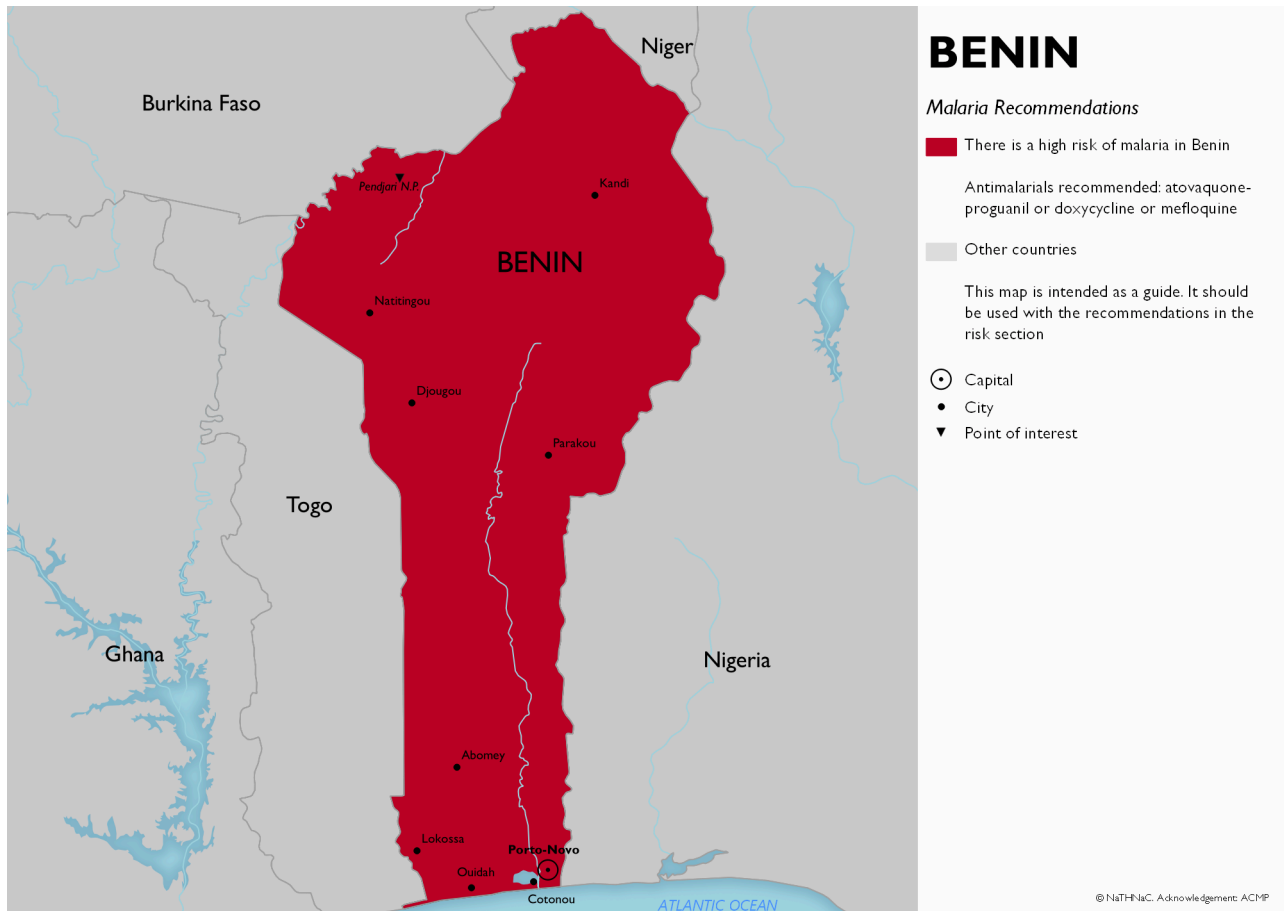 Niger
Burkina Faso
Pendjari N.P.
Kandi
BENIN
Natitingou
Djougou
Parakou
Togo
Ghana
Nigeria
Abomey
Lokossa
Porto-Novo
Ouidah
Cotonou
ATLANTIC OCEAN
BENIN
Malaria Recommendations
There is a high risk of malaria in Benin
Antimalarials recommended: atovaquone-
proguanil or doxycycline or mefloquine
Other countries
This map is intended as a guide. It should
be used with the recommendations in the
risk section
Capital
City
Point of interest
© NaTHNaC. Acknowledgement: ACMP